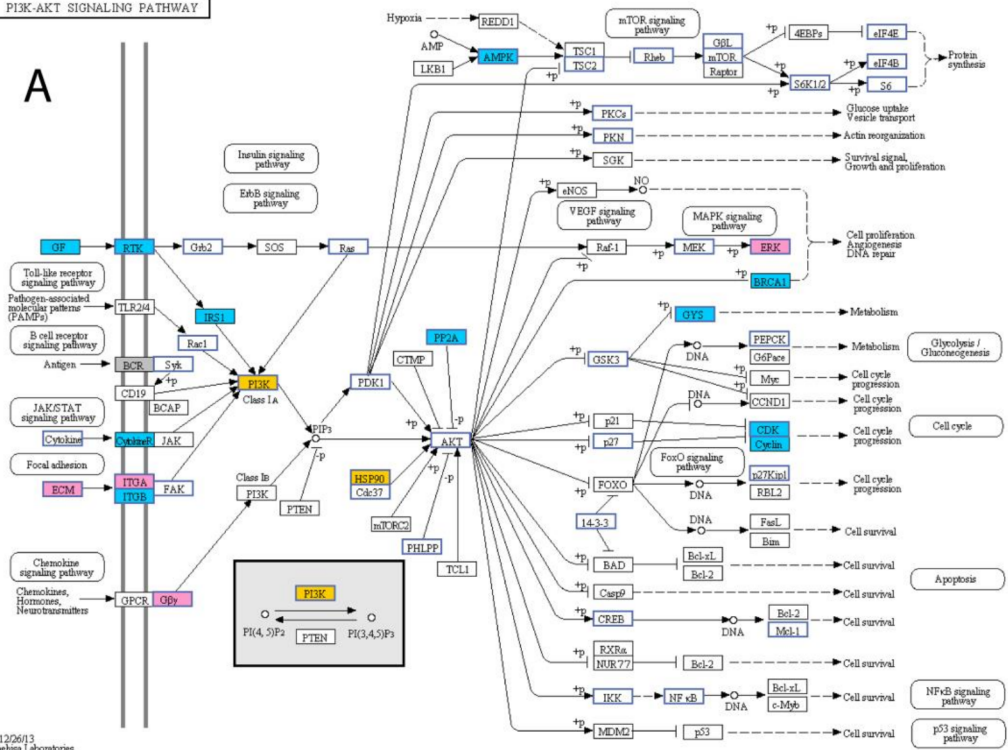 PI3K-AKT SIGNALING PATHWAY
A
Hypoxia
REDD1
mTOR signaling
pathway
AMP
AMPK
LKB1
TSC1
TSC2
+p
Rheb
GβL
mTOR
Raptor
4EBPs
eIF4E
+p
+p
S6K1/2
+p
+p
eIF4B
S6
Protein
synthesis
+p
PKCs
Glucose uptake
Vesicle transport
+p
PKN
Actin reorganization
+p
SGK
Survival signal,
Growth and proliferation
Insulin signaling
pathway
ErbB signaling
pathway
+p
eNOS
NO
VEGF signaling
pathway
MAPK signaling
pathway
GF
RTK
Grb2
SOS
Ras
Raf-1
+p
+p
MEK
+p
ERK
Cell proliferation
Angiogenesis
DNA repair
+p
BRCA1
Toll-like receptor
signaling pathway
Pathogen-associated
molecular patterns
(PAMPs)
TLR2/4
IRS1
Rac1
B cell receptor
signaling pathway
Antigen
BCR
Syk
+p
CD19
BCAP
PI3K
Class IA
PDK1
CTMP
PP2A
+p
GYS
Metabolism
+p
GSK3
DNA
PEPCK
G6Pace
Metabolism
Glycolysis /
Gluconeogenesis
Myc
Cell cycle
progression
DNA
CCND1
Cell cycle
progression
JAK/STAT
signaling pathway
Cytokine
CytokineR
JAK
PIP3
-p
PTEN
+p
-p
AKT
+p
p21
+p
p27
CDK
Cyclin
Cell cycle
progression
Cell cycle
Focal adhesion
ECM
ITGA
ITGB
FAK
Class IB
PI3K
HSP90
Cdc37
+p
-p
mTORC2
PHLPP
TCL1
FoxO signaling
pathway
+p
FOXO
DNA
p27Kip1
RBL2
Cell cycle
progression
14-3-3
DNA
FasL
Bim
Cell survival
+p
BAD
Bcl-xL
Bcl-2
Cell survival
Apoptosis
+p
Casp9
Cell survival
Chemokine
signaling pathway
Chemokines,
Hormones,
Neurotransmitters
GPCR
Gβγ
PI3K
PI(4, 5)P2
PI(3,4,5)P3
PTEN
+p
CREB
DNA
Bcl-2
Mcl-1
Cell survival
+p
RXRα
NUR77
Bcl-2
Cell survival
+p
IKK
NFκB
DNA
Bcl-xL
c-Myb
Cell survival
NFκB signaling
pathway
+p
MDM2
p53
Cell survival
p53 signaling
pathway
12/26/13
Laboratories